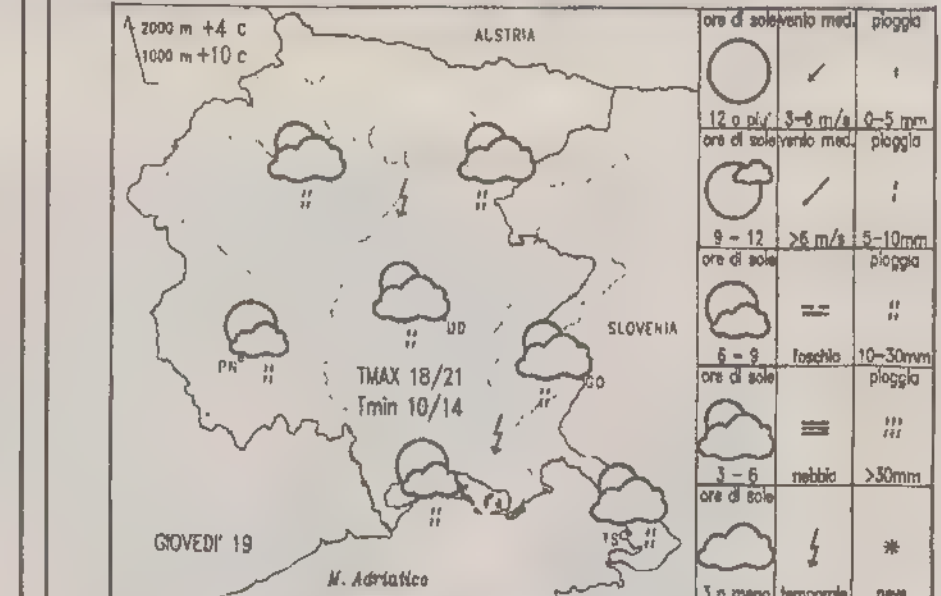 2000 m +4 c
1000 m +10 c
AUSTRIA
UD
PN
SLOVENIA
GO
TMAX 18/21
Tmin 10/14
TS
GIOVEDI' 19
M. Adriatico
ore di sole vento med. pioggia
12 o piu' 3-6 m/s 0-5 mm
ore di sole vento med. pioggia
9 - 12 >6 m/s 5-10mm
ore di sole pioggia
6 - 9 foschia 10-30mm
ore di sole pioggia
3 - 6 nebbia >30mm
ore di sole
3 o meno temporale neve